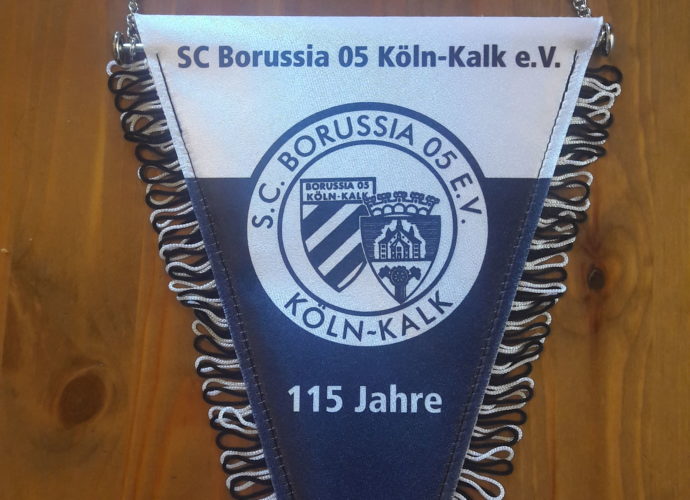 SC Borussia 05 Köln-Kalk e.V.
S.C. BORUSSIA 05 E.V.
BORUSSIA 05
KÖLN-KALK
KÖLN~KALK
115 Jahre